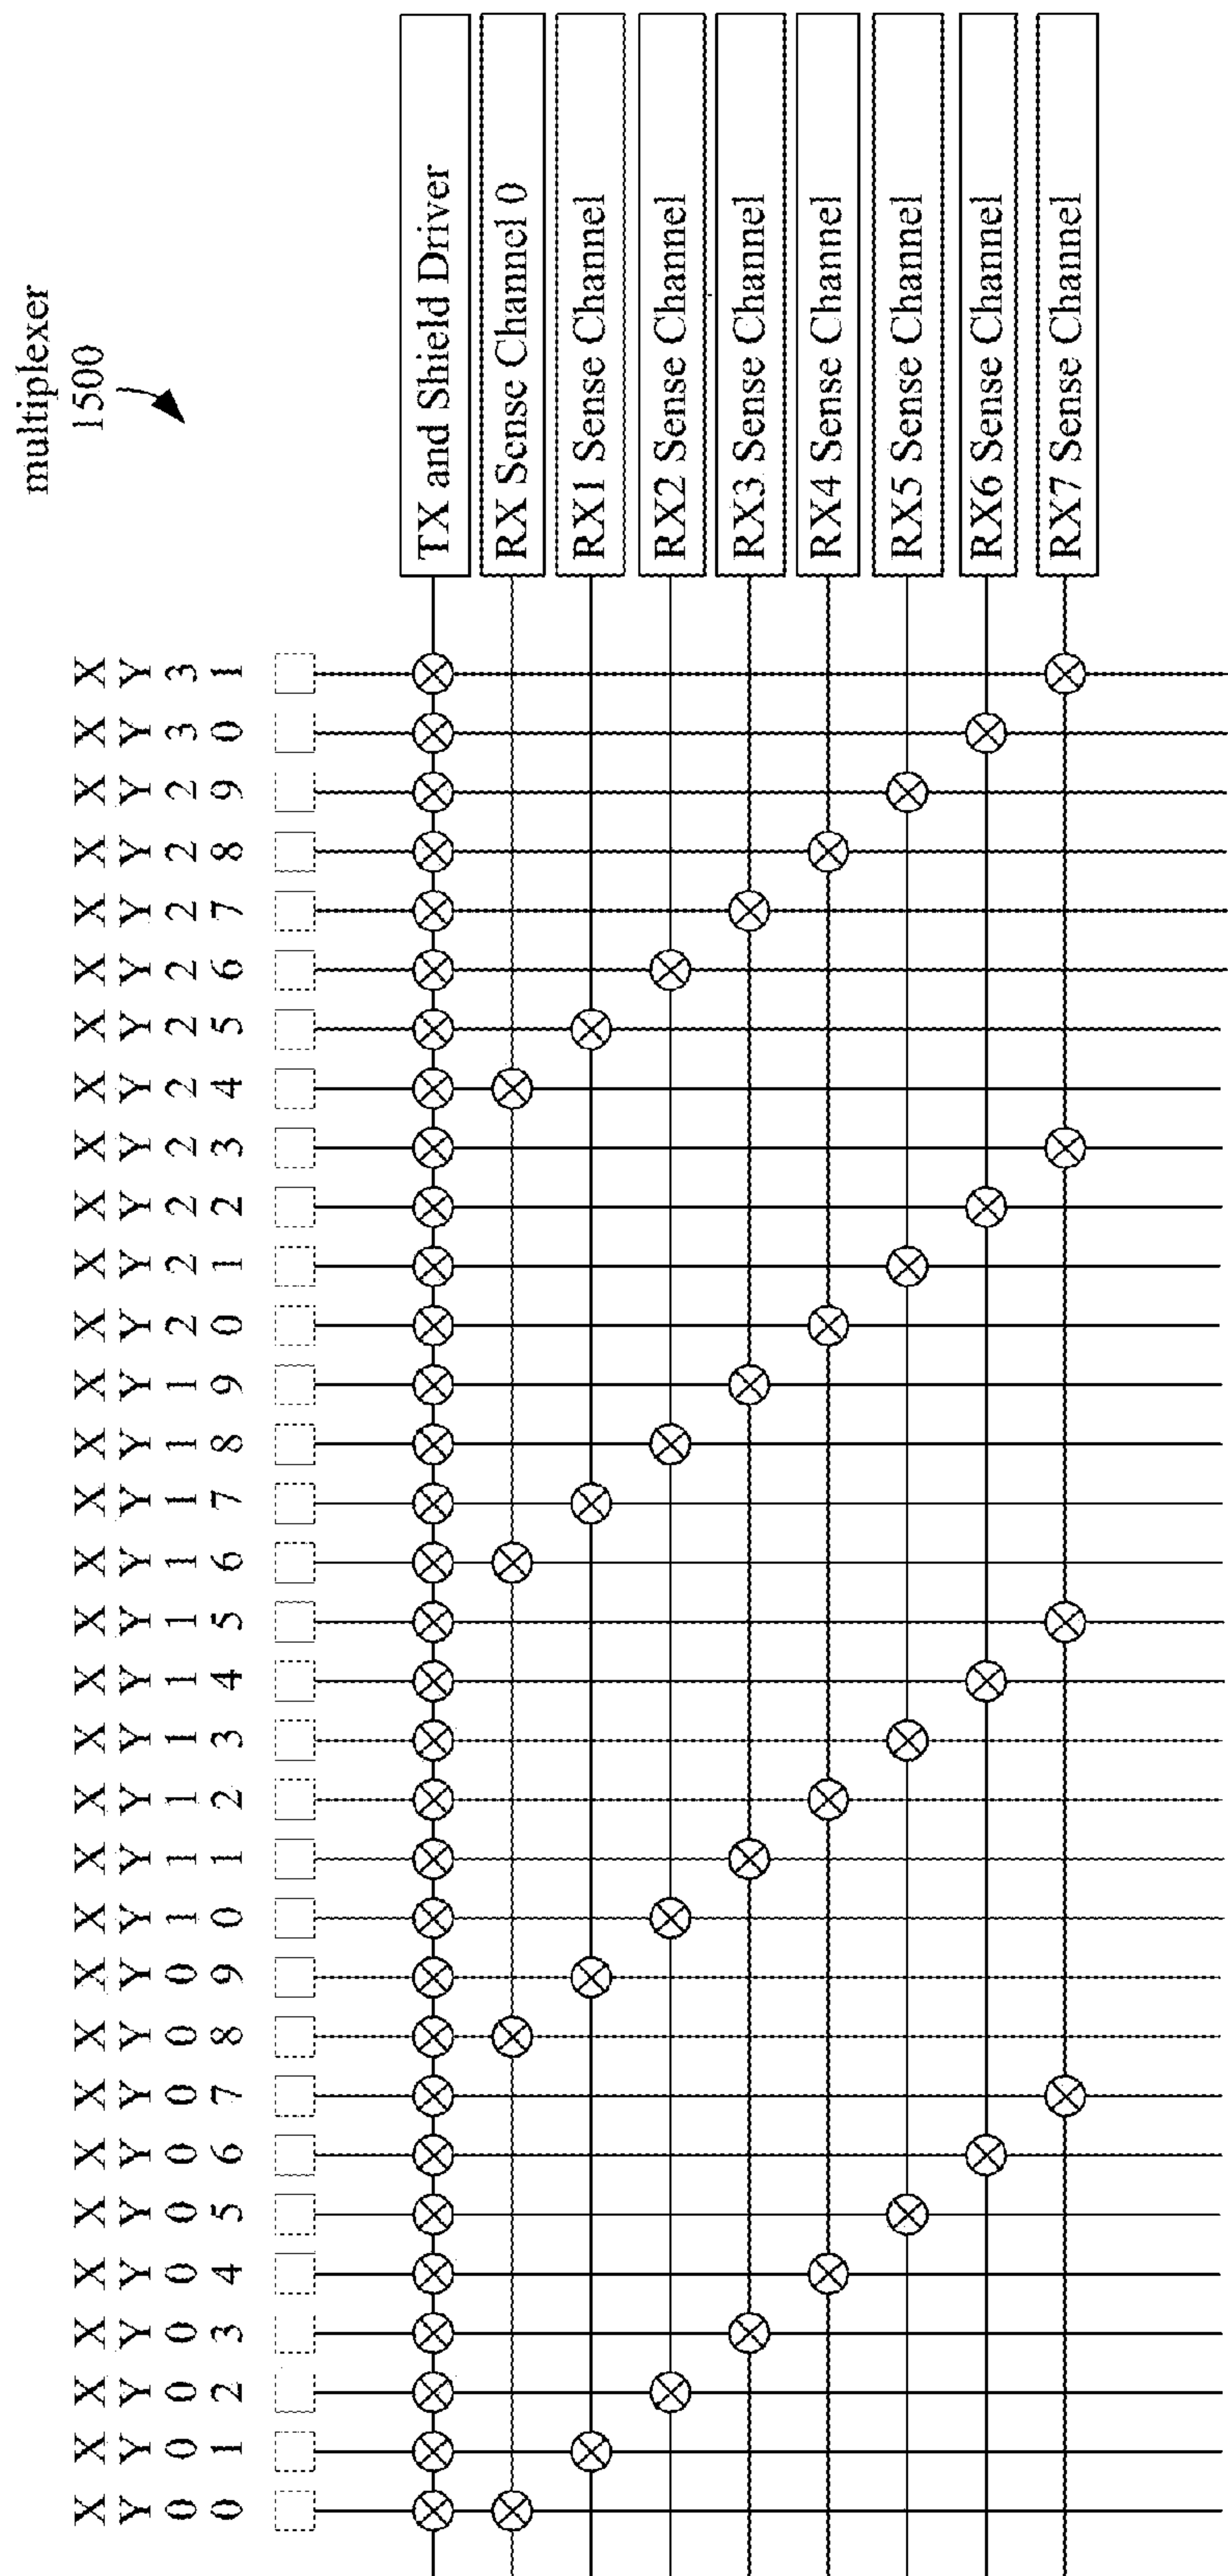 multiplexer
1500
XY00
XY01
XY02
XY03
XY04
XY05
XY06
XY07
XY08
XY09
XY10
XY11
XY12
XY13
XY14
XY15
XY16
XY17
XY18
XY19
XY20
XY21
XY22
XY23
XY24
XY25
XY26
XY27
XY28
XY29
XY30
XY31
TX and Shield Driver
RX Sense Channel 0
RX1 Sense Channel
RX2 Sense Channel
RX3 Sense Channel
RX4 Sense Channel
RX5 Sense Channel
RX6 Sense Channel
RX7 Sense Channel